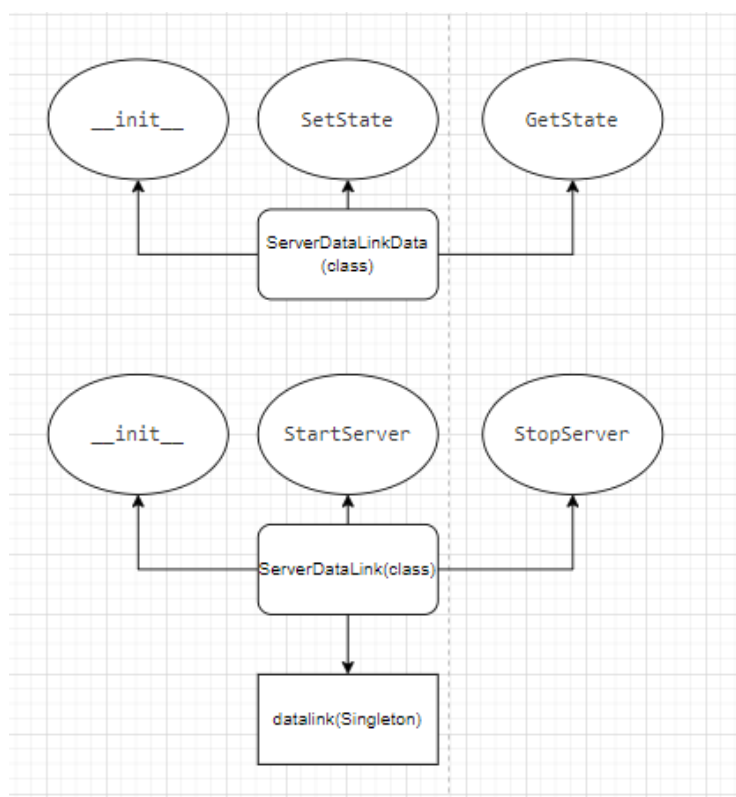 __init__
SetState
GetState
ServerDataLinkData
(class)
__init__
StartServer
StopServer
ServerDataLink(class)
datalink(Singleton)